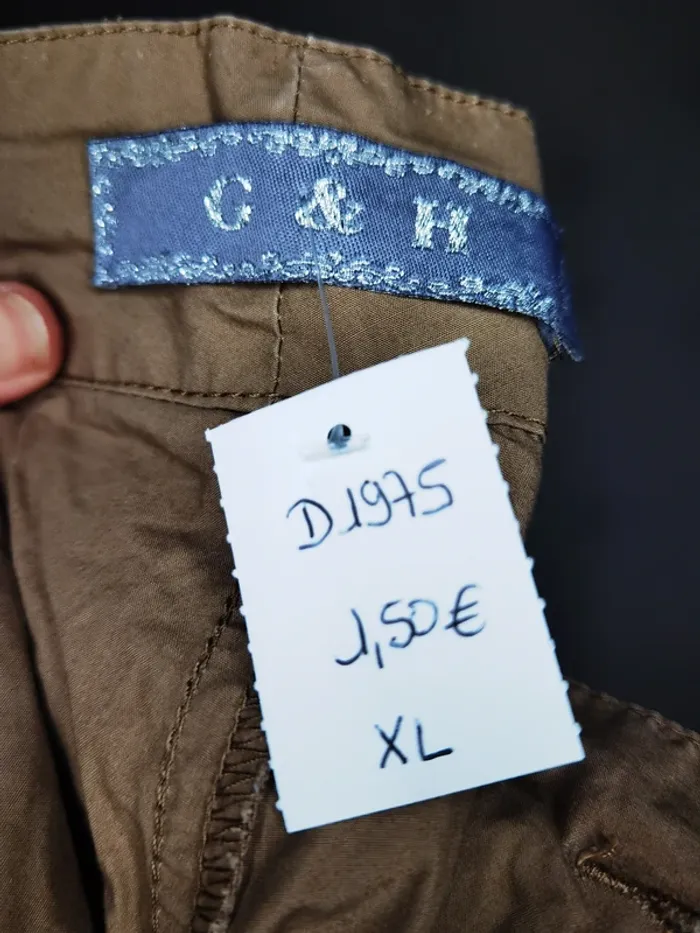 G & H
D1975
1,50€
XL